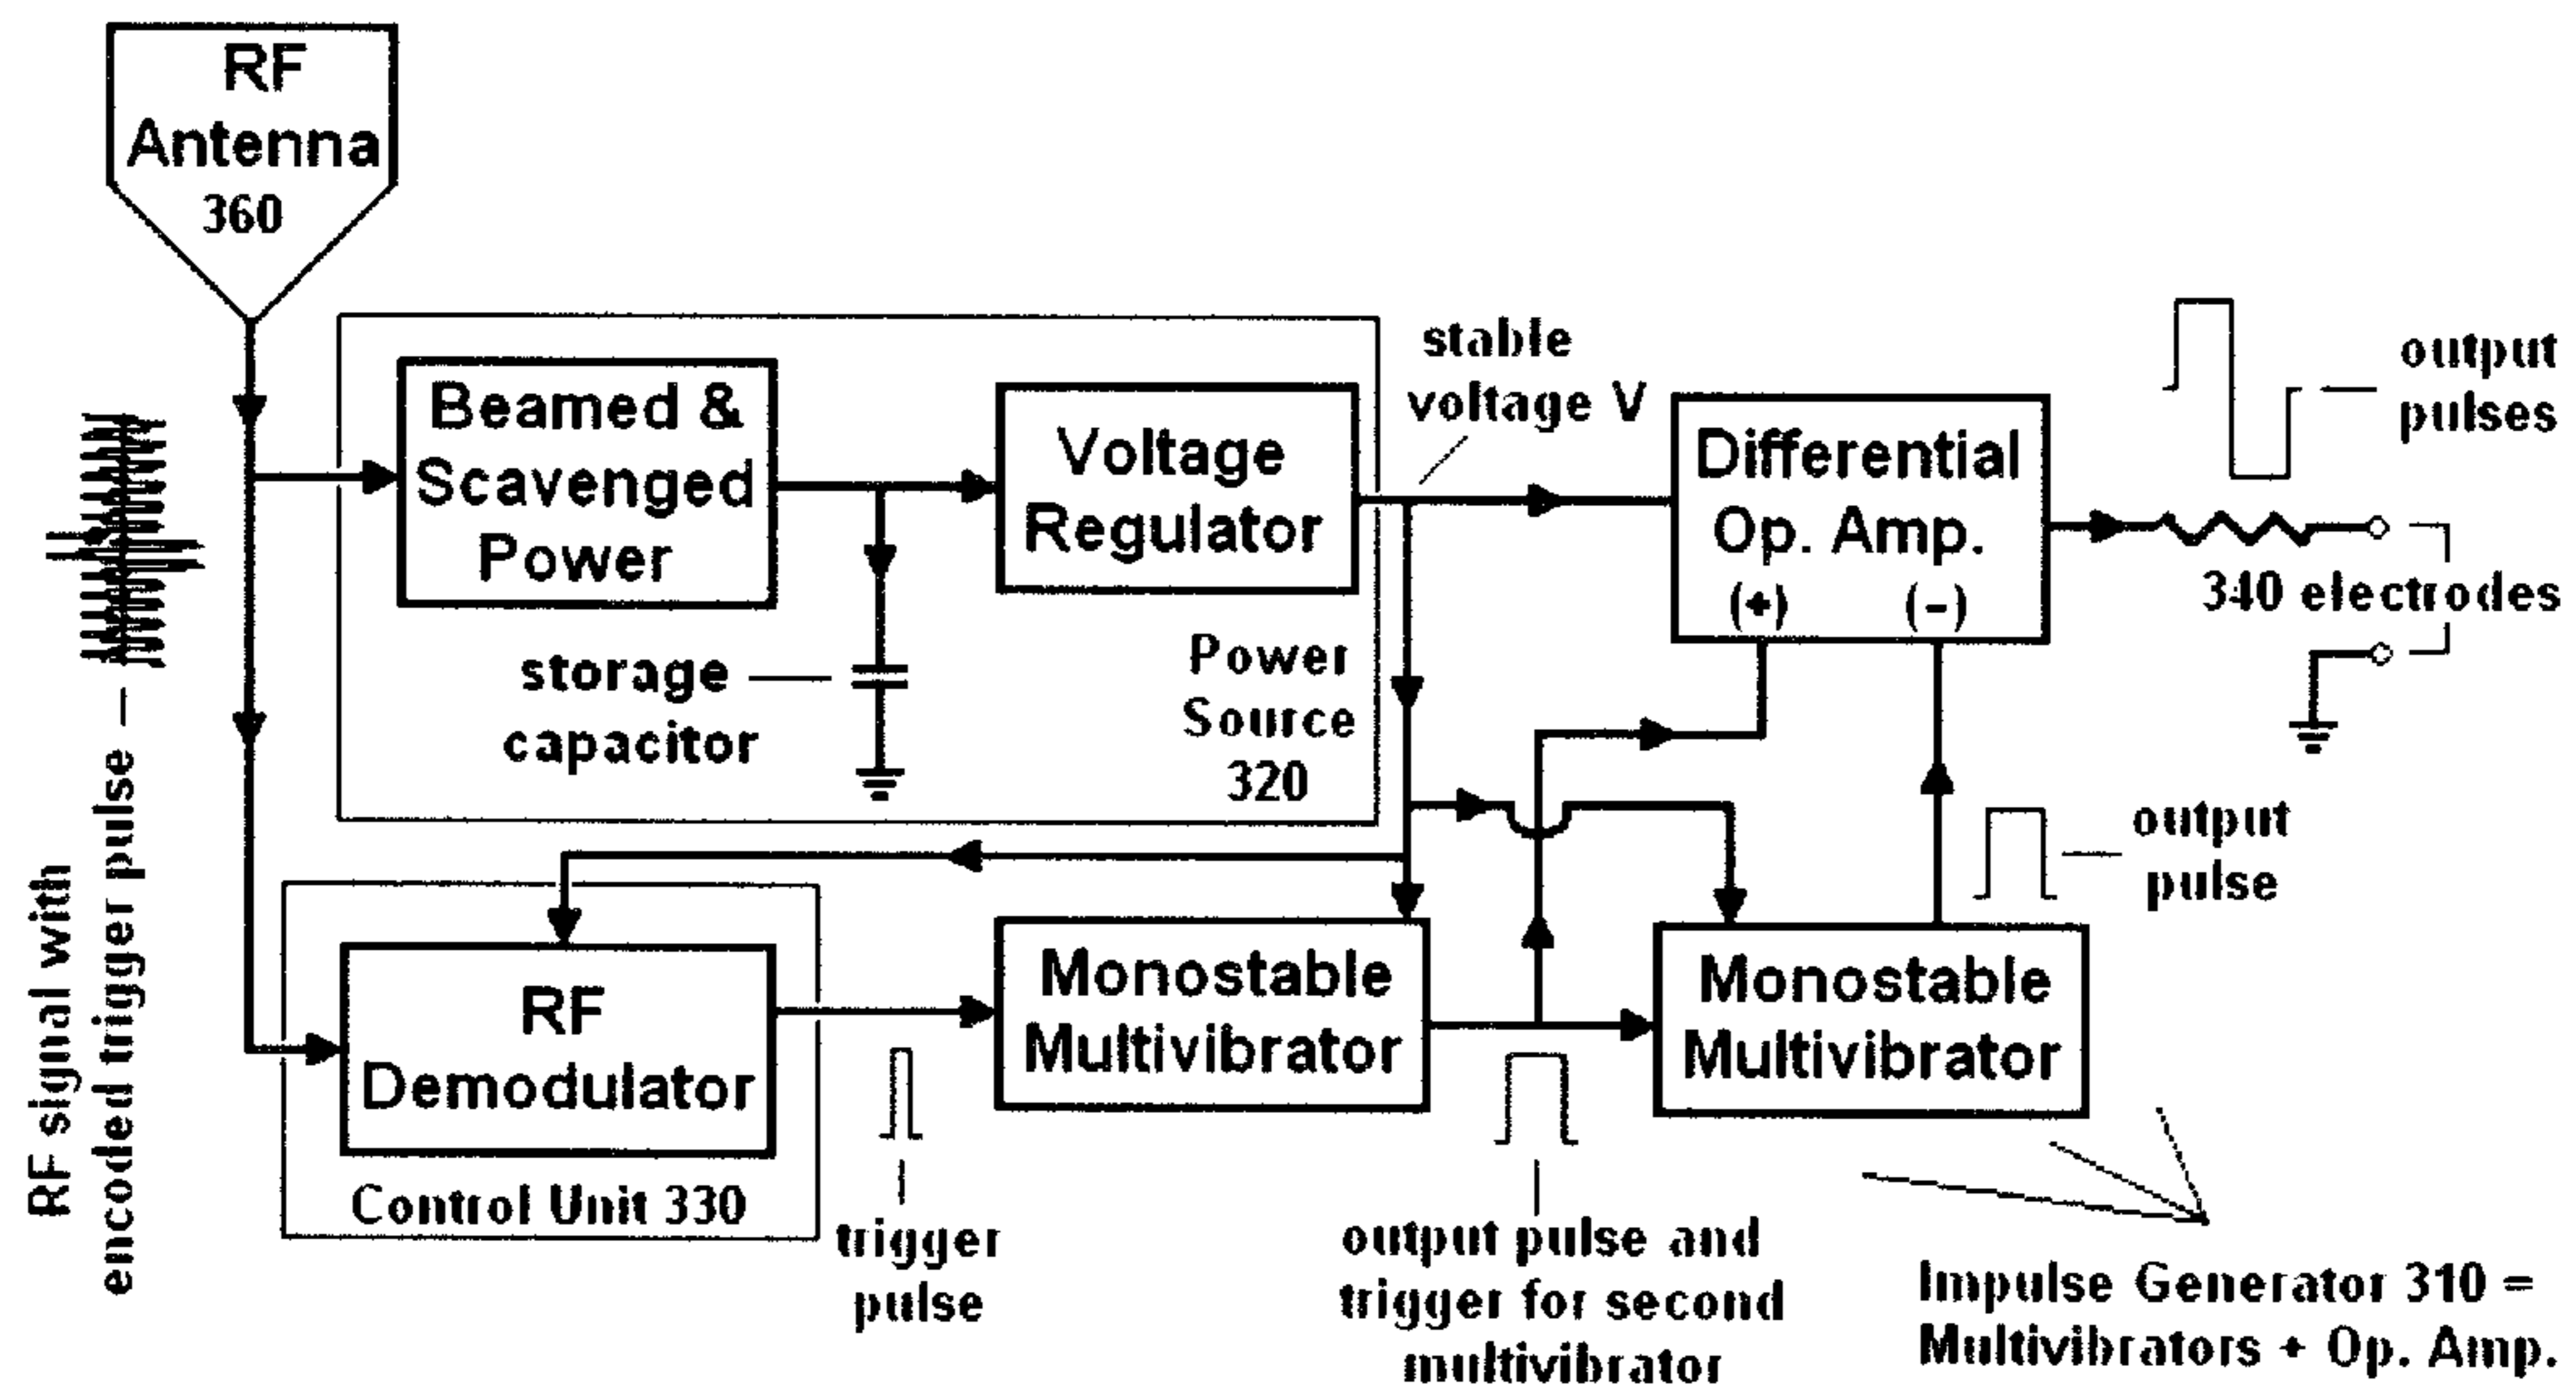 RF
Antenna
360
RF signal with
encoded trigger pulse
Beamed &
Scavenged
Power
storage
capacitor
Voltage
Regulator
Power
Source
320
stable
voltage V
Differential
Op. Amp.
(+) (-)
output
pulses
340 electrodes
output
pulse
RF
Demodulator
Control Unit 330
trigger
pulse
Monostable
Multivibrator
output pulse and
trigger for second
multivibrator
Monostable
Multivibrator
Impulse Generator 310 =
Multivibrators + Op. Amp.